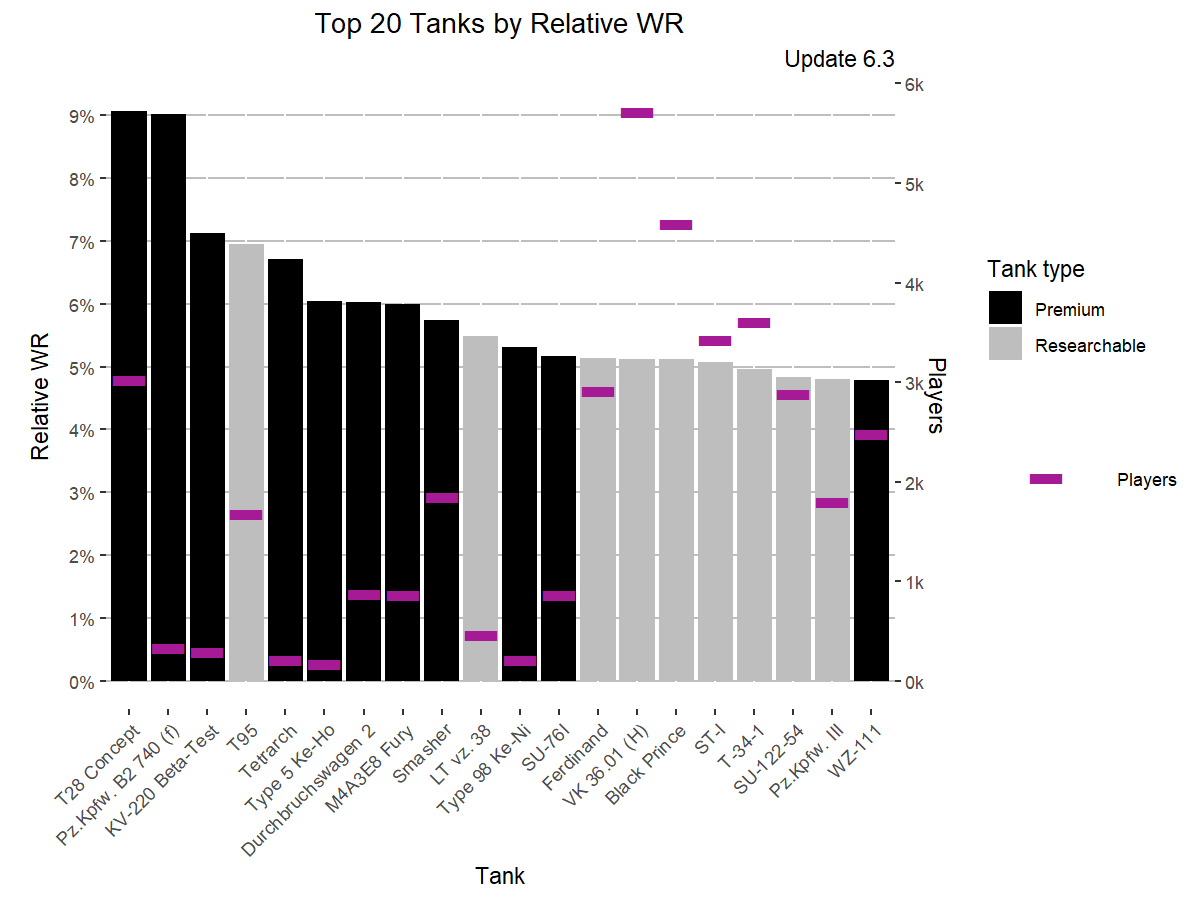 Top 20 Tanks by Relative WR
Update 6.3
Relative WR
9%
8%
7%
6%
5%
4%
3%
2%
1%
0%
6k
5k
4k
3k
2k
1k
0k
Players
T28 Concept
Pz.Kpfw. B2 740 (f)
KV-220 Beta-Test
T95
Tetrarch
Type 5 Ke-Ho
Durchbruchswagen 2
M4A3E8 Fury
Smasher
LT vz. 38
Type 98 Ke-Ni
SU-76I
Ferdinand
VK 36.01 (H)
Black Prince
ST-I
T-34-1
SU-122-54
Pz.Kpfw. III
WZ-111
Tank
Tank type
Premium
Researchable
Players